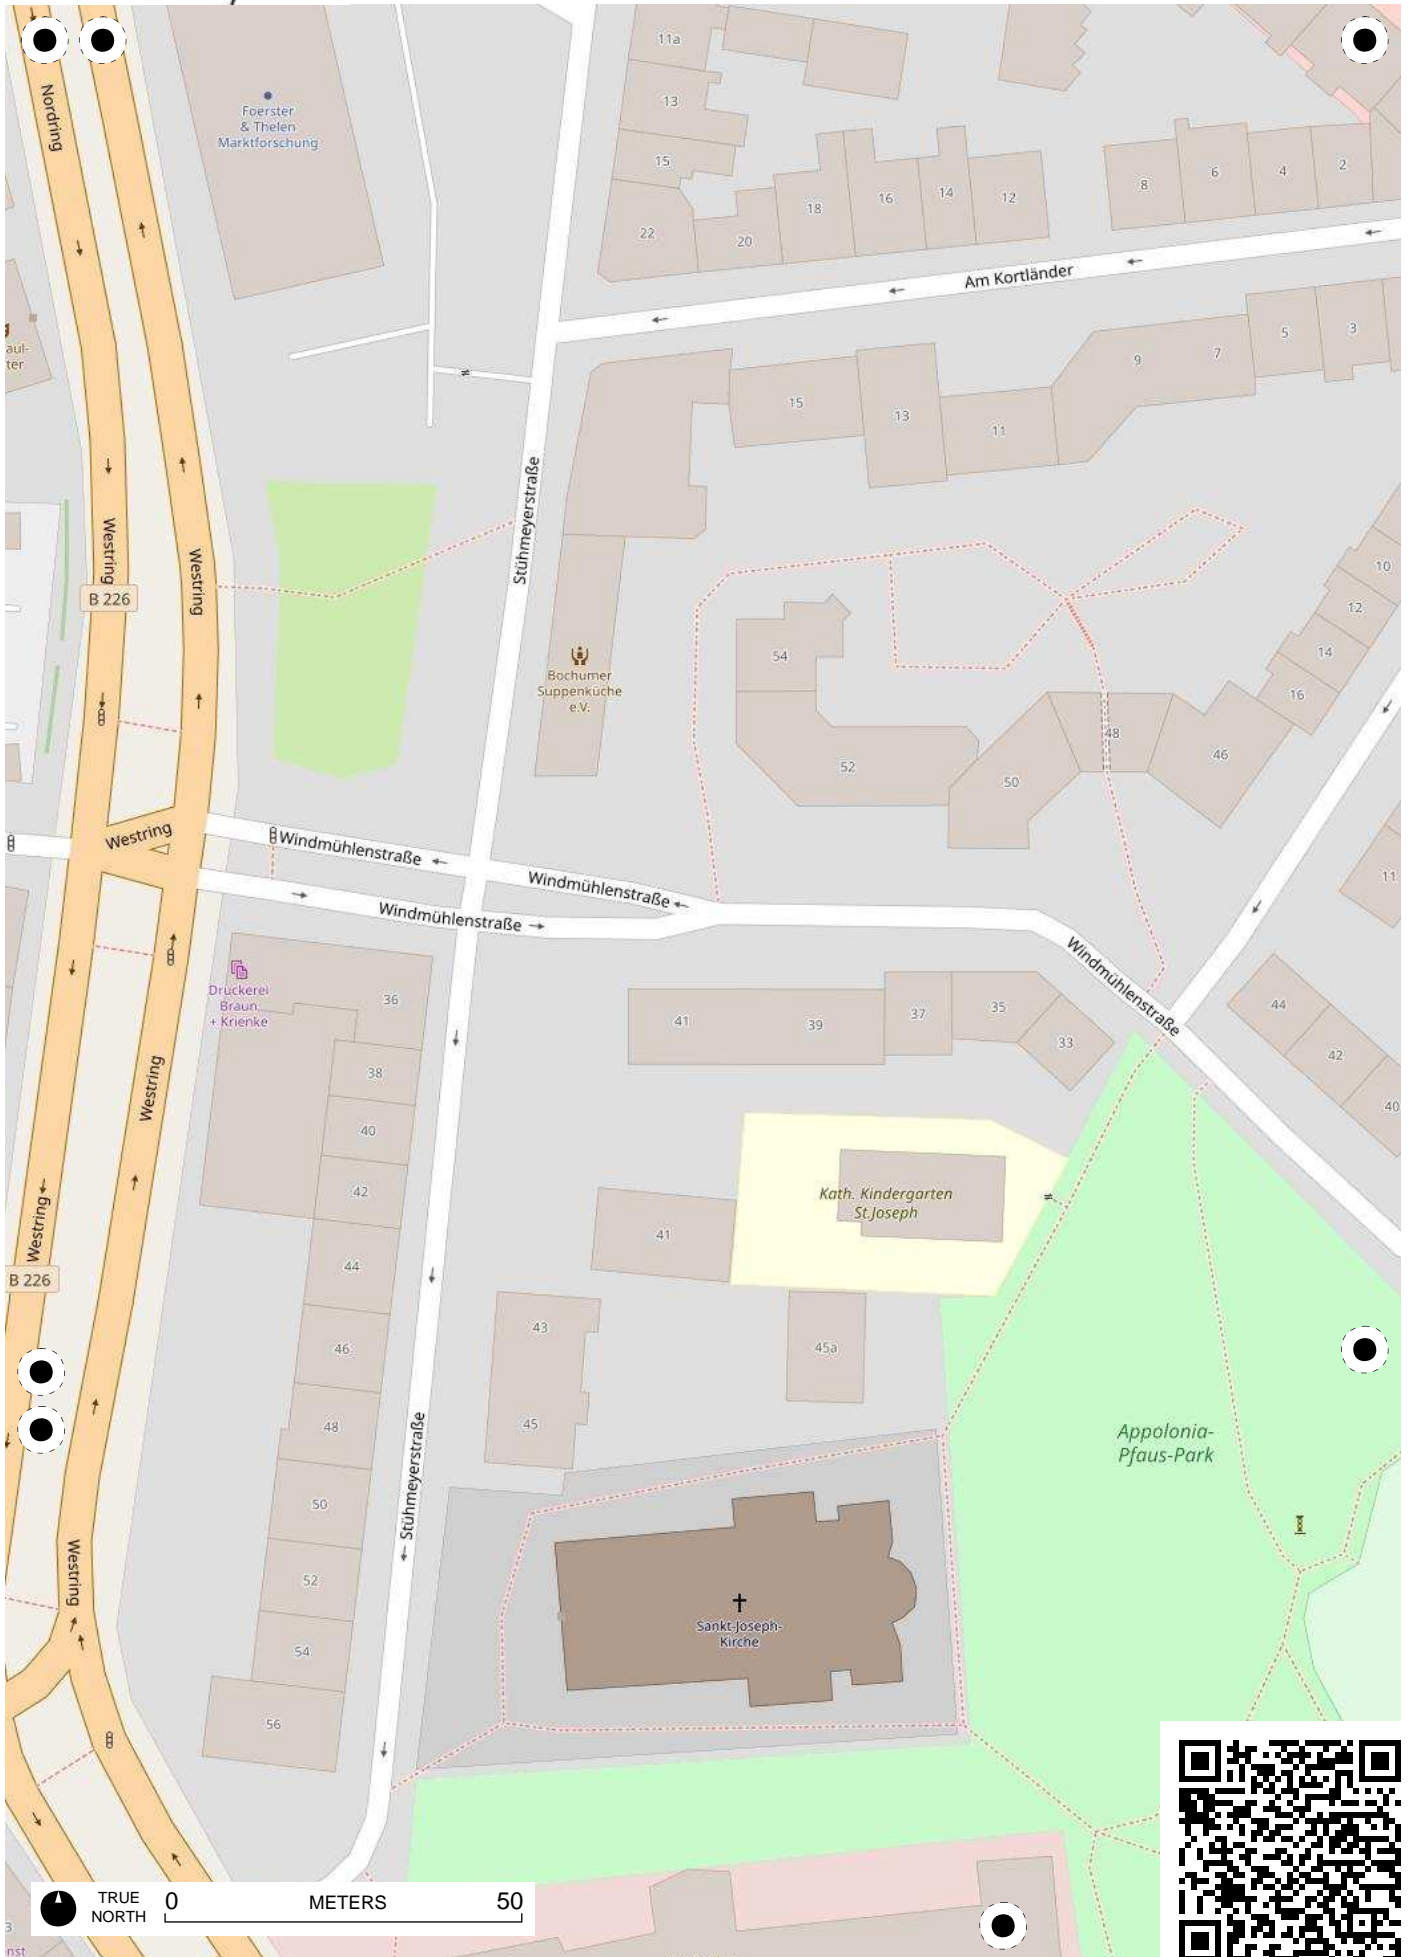 Nordring
Foerster
& Thelen
Marktforschung
11a
13
15
22
20
18
16
14
12
8
6
4
2
Am Kortländer
aul-
ter
15
13
11
9
7
5
3
Stühmeyerstraße
Westring
Westring
B 226
10
12
14
16
Bochumer
Suppenküche
e.V.
54
52
50
48
46
11
Westring
Windmühlenstraße
Windmühlenstraße
Windmühlenstraße
Windmühlenstraße
Druckerei
Braun
+ Krienke
36
38
40
42
44
46
48
50
52
54
56
41
39
37
35
33
44
42
40
Westring
Westring
B 226
Kath. Kindergarten
St.Joseph
41
43
45
45a
Stühmeyerstraße
Appolonia-
Pfaus-Park
Westring
Sankt-Joseph-
Kirche
3
nst
TRUE
NORTH
0 METERS 50